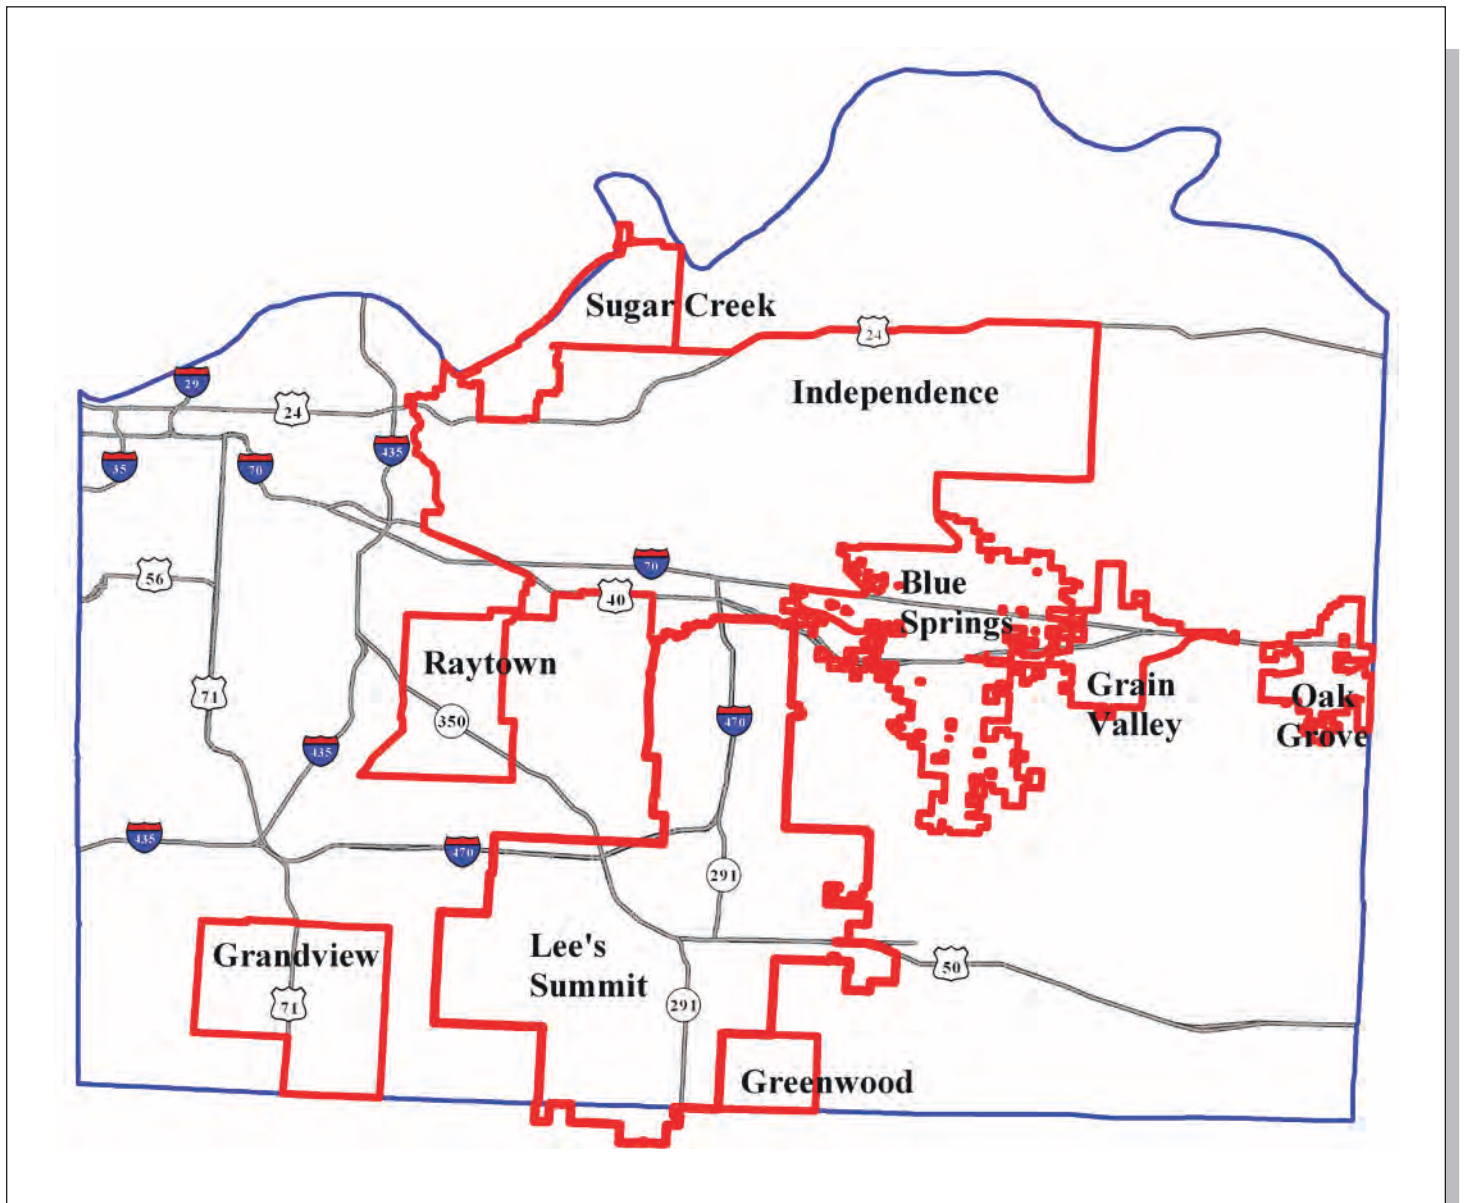 Sugar Creek
24
29
Independence
24
435
35
70
70
56
Blue
Springs
40
Raytown
Grain
Valley
Oak
Grove
71
350
470
435
435
470
291
Lee's
Summit
Grandview
50
71
291
Greenwood